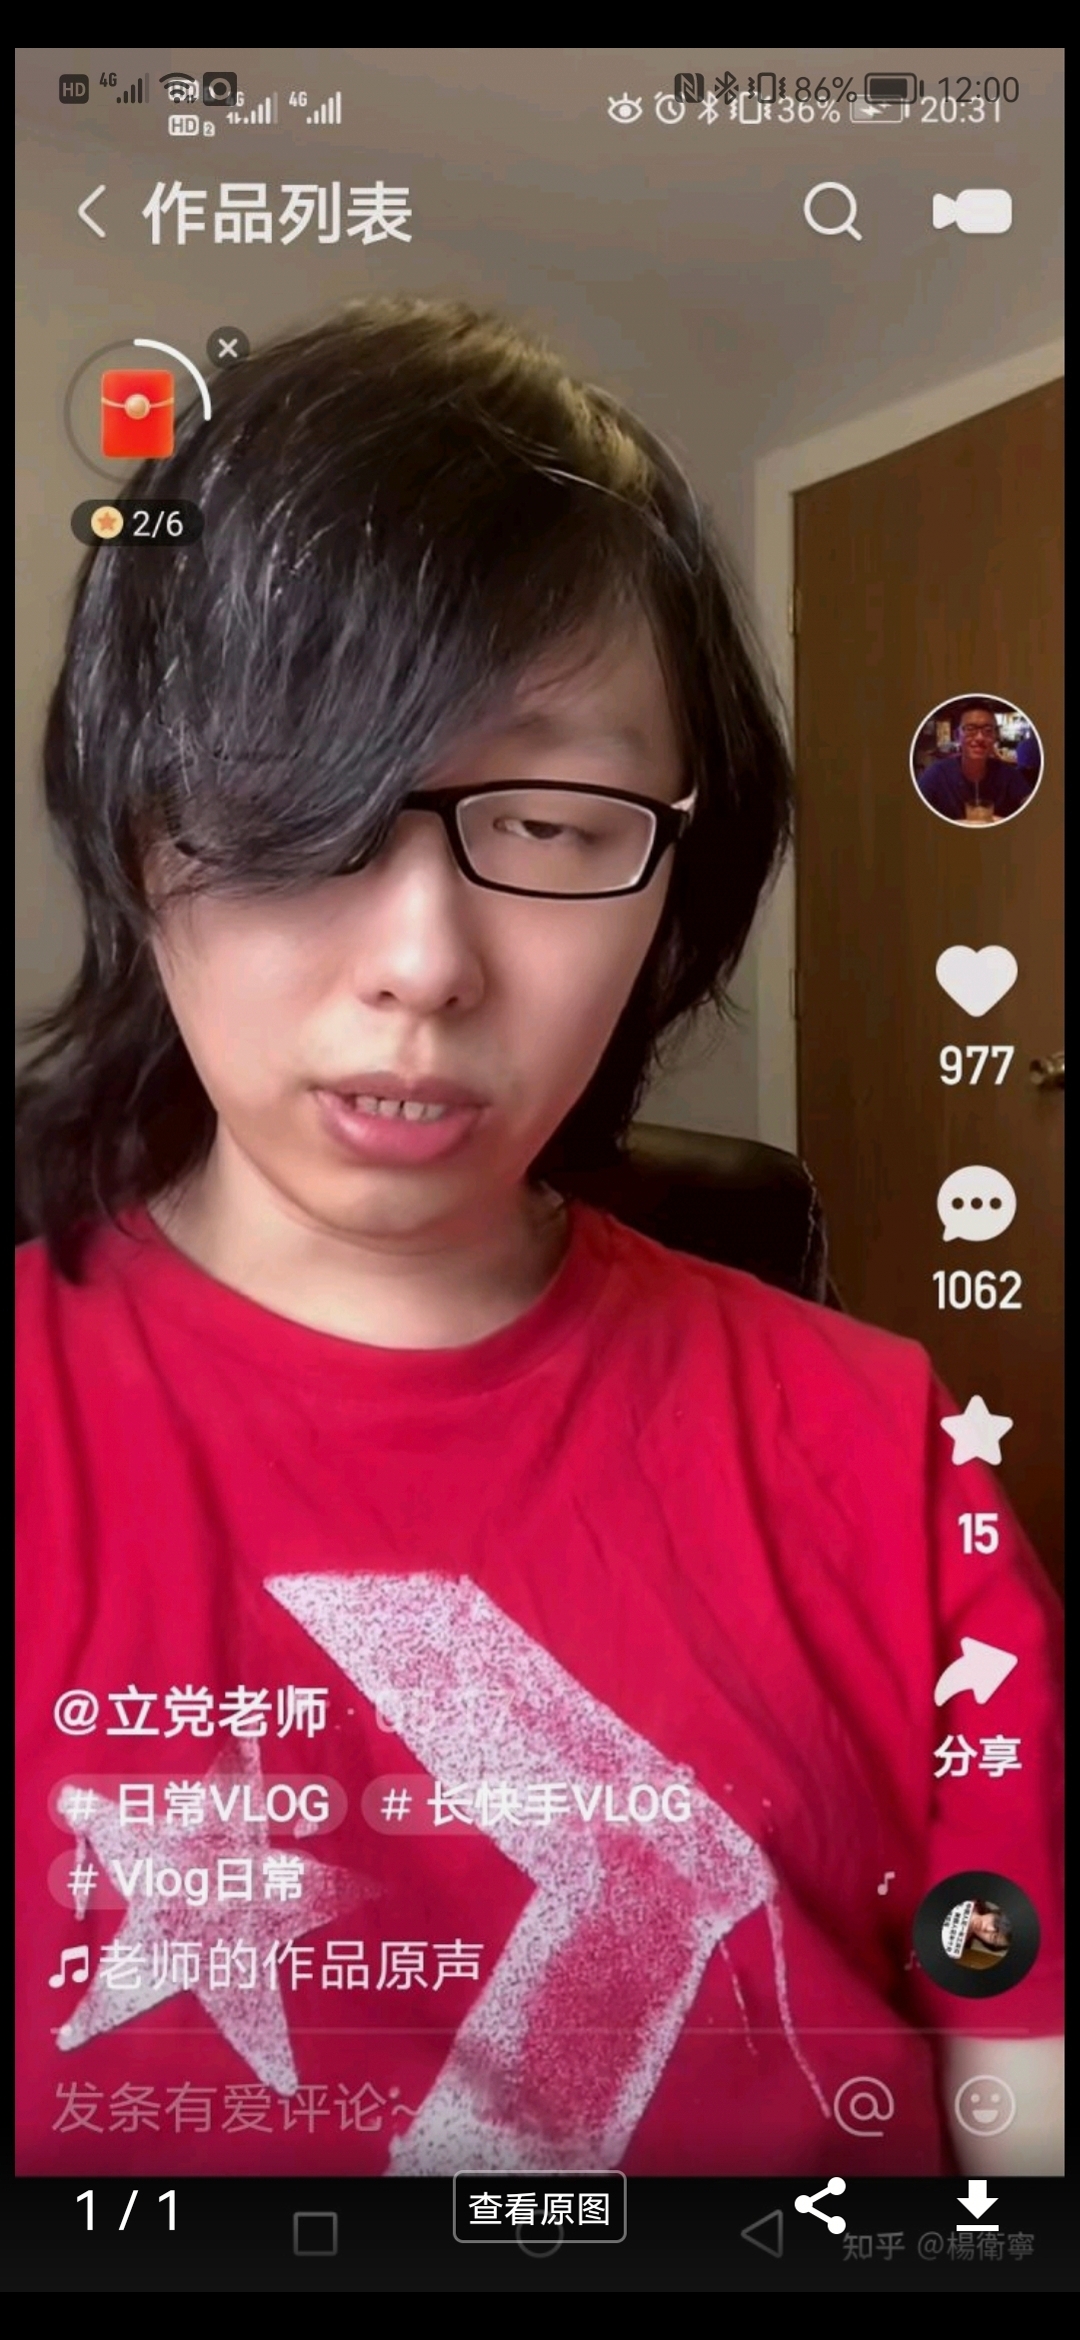 HD 4G 86% 12:00
HD 2 4G 4G 36% 20:31
作品列表
2/6
977
1062
15
分享
@立党老师
# 日常VLOG # 长快手VLOG
# Vlog日常
老师的作品原声
发条有爱评论~
1 / 1
查看原图
知乎 @楊衛寧